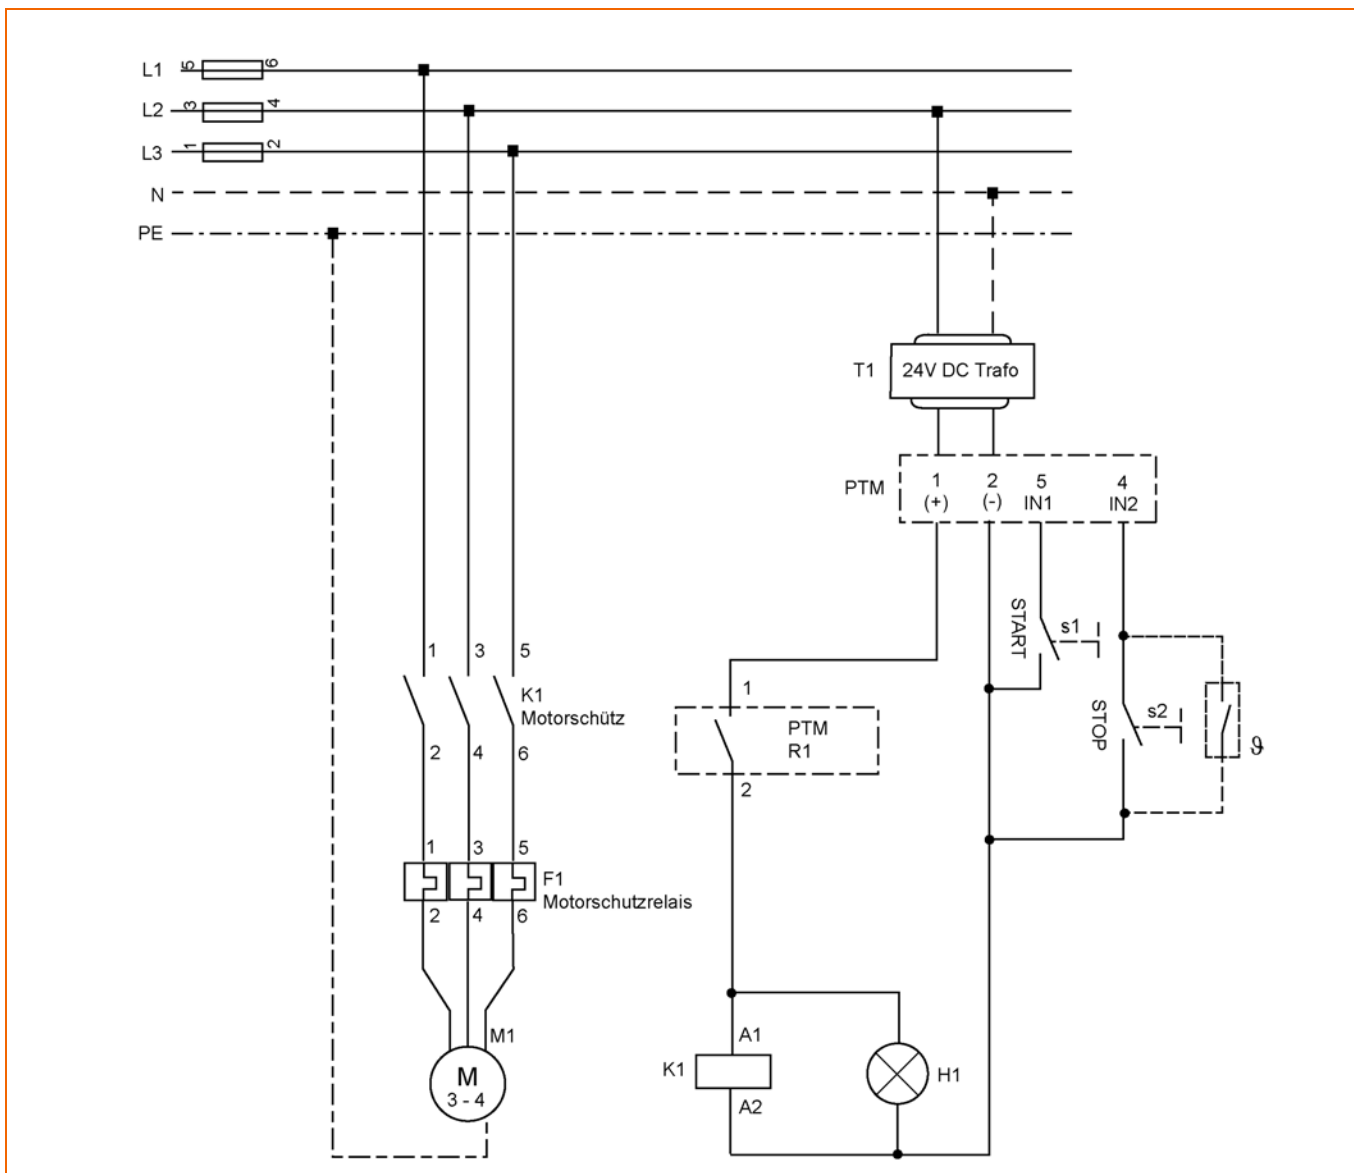 L1 5 6
L2 3 4
L3 1 2
N
PE
T1 24V DC Trafo
PTM 1 2 5 4
(+) (-) IN1 IN2
START s1
1 3 5
K1
Motorschütz
2 4 6
1
PTM
R1
2
STOP s2 ϑ
1 3 5
F1
Motorschutzrelais
2 4 6
M1
M
3 - 4
A1
K1 H1
A2